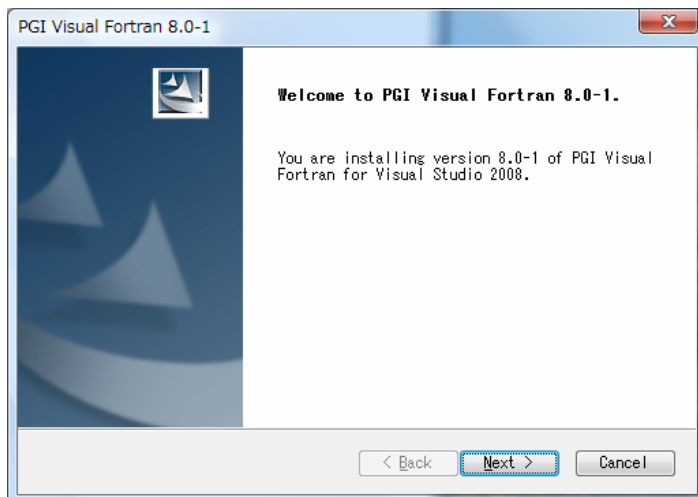 PGI Visual Fortran 8.0-1
Welcome to PGI Visual Fortran 8.0-1.
You are installing version 8.0-1 of PGI Visual
Fortran for Visual Studio 2008.
< Back
Next >
Cancel